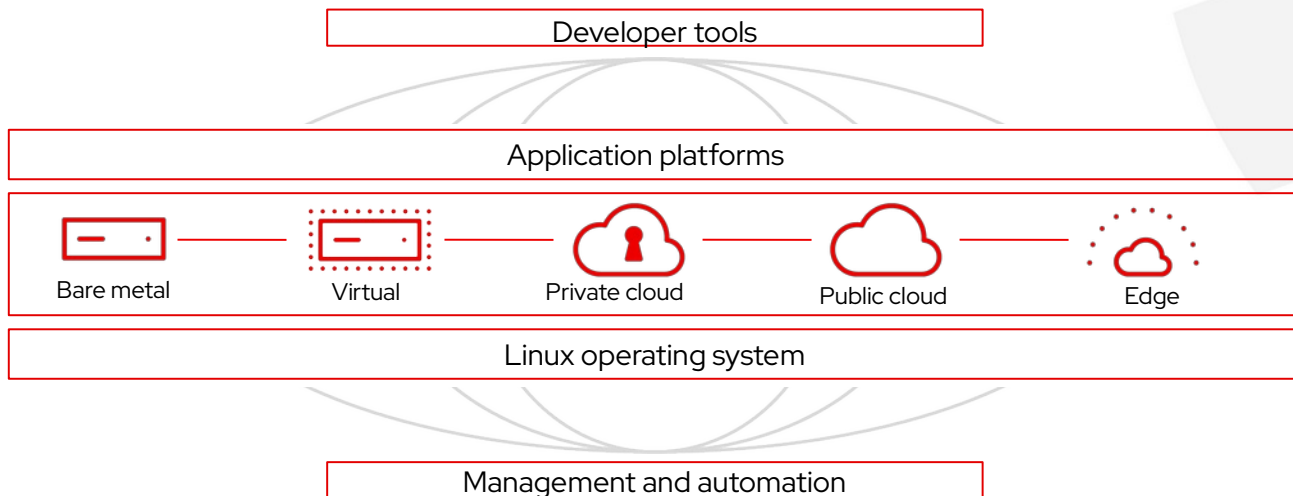 Developer tools
Application platforms
Bare metal
Virtual
Private cloud
Public cloud
Edge
Linux operating system
Management and automation